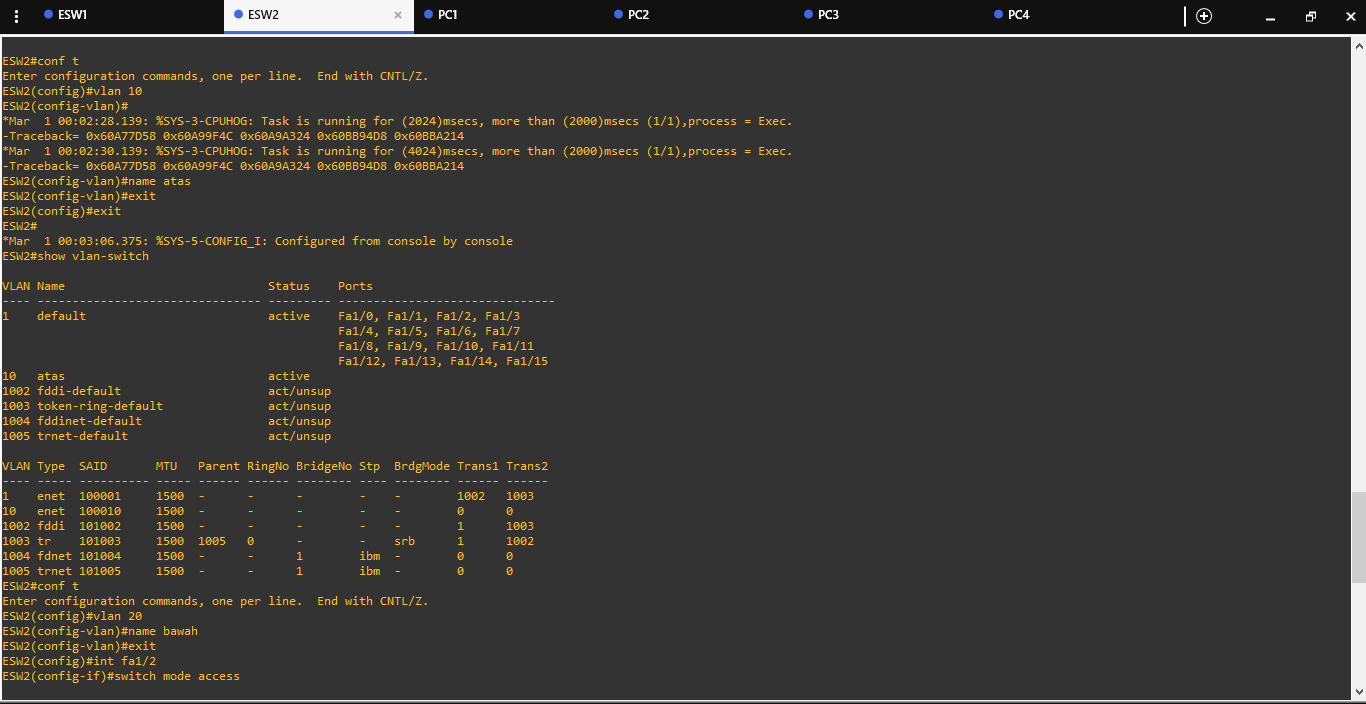 ESW1 ESW2 PC1 PC2 PC3 PC4
ESW2#conf t
Enter configuration commands, one per line.  End with CNTL/Z.
ESW2(config)#vlan 10
ESW2(config-vlan)#
*Mar  1 00:02:28.139: %SYS-3-CPUHOG: Task is running for (2024)msecs, more than (2000)msecs (1/1),process = Exec.
-Traceback= 0x60A77D58 0x60A99F4C 0x60A9A324 0x60BB94D8 0x60BBA214
*Mar  1 00:02:30.139: %SYS-3-CPUHOG: Task is running for (4024)msecs, more than (2000)msecs (1/1),process = Exec.
-Traceback= 0x60A77D58 0x60A99F4C 0x60A9A324 0x60BB94D8 0x60BBA214
ESW2(config-vlan)#name atas
ESW2(config-vlan)#exit
ESW2(config)#exit
ESW2#
*Mar  1 00:03:06.375: %SYS-5-CONFIG_I: Configured from console by console
ESW2#show vlan-switch
VLAN Name                             Status    Ports
---- -------------------------------- --------- -------------------------------
1    default                          active    Fa1/0, Fa1/1, Fa1/2, Fa1/3
                                                Fa1/4, Fa1/5, Fa1/6, Fa1/7
                                                Fa1/8, Fa1/9, Fa1/10, Fa1/11
                                                Fa1/12, Fa1/13, Fa1/14, Fa1/15
10   atas                             active
1002 fddi-default                     act/unsup
1003 token-ring-default               act/unsup
1004 fddinet-default                  act/unsup
1005 trnet-default                    act/unsup
VLAN Type  SAID       MTU   Parent RingNo BridgeNo Stp  BrdgMode Trans1 Trans2
---- ----- ---------- ----- ------ ------ -------- ---- -------- ------ ------
1    enet  100001     1500  -      -      -        -    -        1002   1003
10   enet  100010     1500  -      -      -        -    -        0      0
1002 fddi  101002     1500  -      -      -        -    -        1      1003
1003 tr    101003     1500  1005   0      -        -    srb      1      1002
1004 fdnet 101004     1500  -      -      1        ibm  -        0      0
1005 trnet 101005     1500  -      -      1        ibm  -        0      0
ESW2#conf t
Enter configuration commands, one per line.  End with CNTL/Z.
ESW2(config)#vlan 20
ESW2(config-vlan)#name bawah
ESW2(config-vlan)#exit
ESW2(config)#int fa1/2
ESW2(config-if)#switch mode access